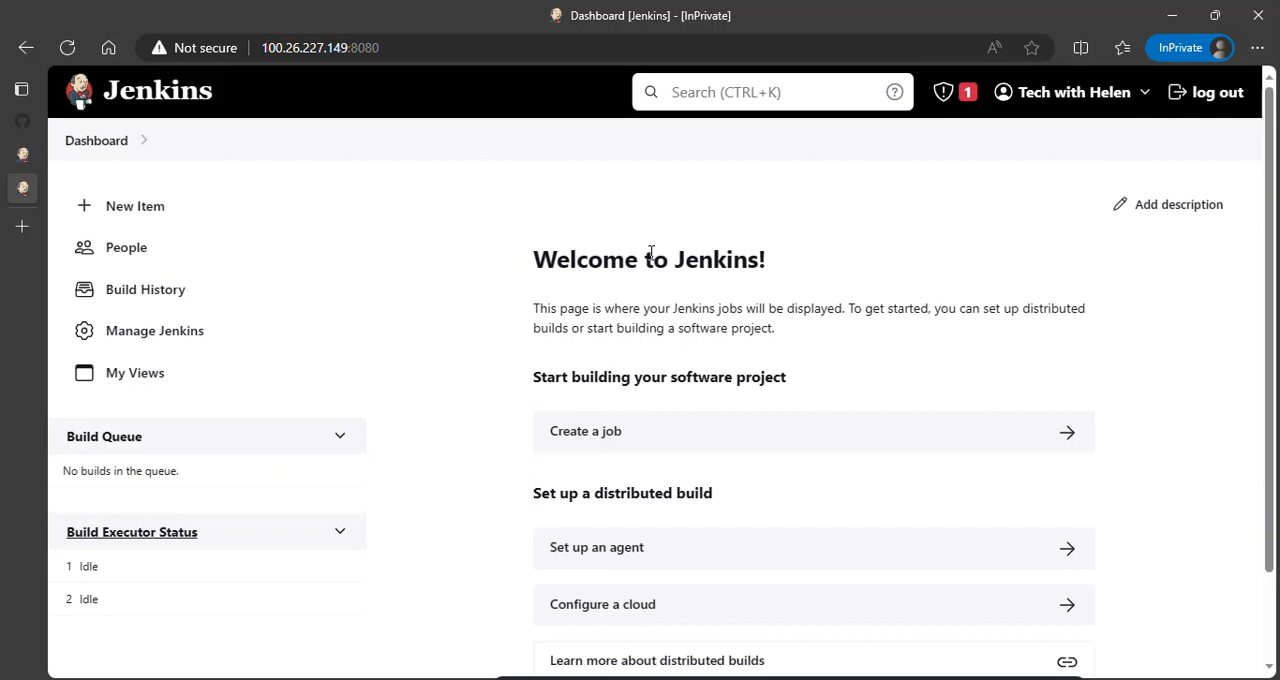 Dashboard [Jenkins] - [InPrivate]
Not secure 100.26.227.149:8080
InPrivate
Jenkins
Search (CTRL+K)
1
Tech with Helen
log out
Dashboard
New Item
Add description
People
Build History
Manage Jenkins
My Views
Build Queue
No builds in the queue.
Build Executor Status
1 Idle
2 Idle
Welcome to Jenkins!
This page is where your Jenkins jobs will be displayed. To get started, you can set up distributed
builds or start building a software project.
Start building your software project
Create a job
Set up a distributed build
Set up an agent
Configure a cloud
Learn more about distributed builds